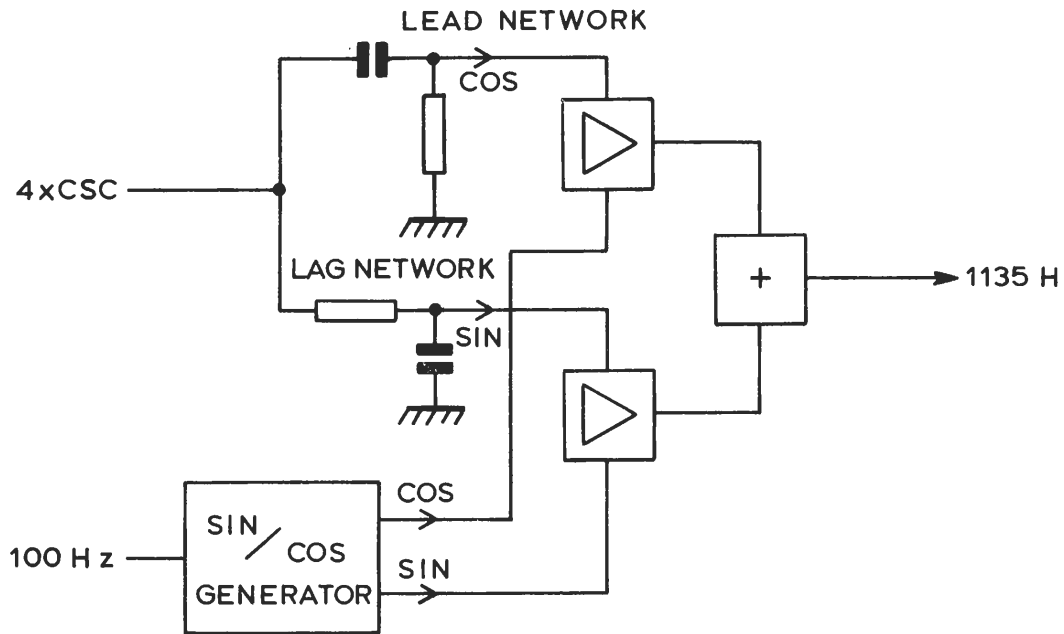 LEAD NETWORK
COS
4xCSC
LAG NETWORK
SIN
+
1135 H
COS
SIN
100 Hz
SIN / COS
GENERATOR